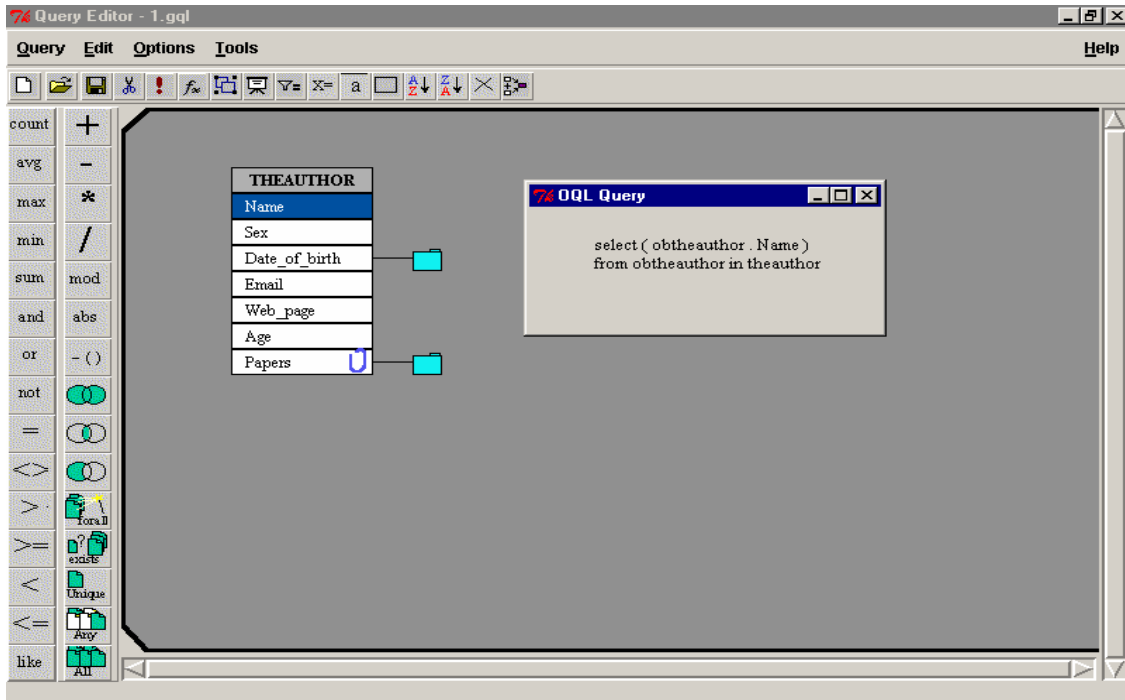 Query Editor - 1.gql
Query Edit Options Tools Help
X= a A Z Z A
count +
avg -
max *
min /
sum mod
and abs
or - ( )
not
=
<>
> forall
>= exists
< Unique
<= Any
like All
THEAUTHOR
Name
Sex
Date_of_birth
Email
Web_page
Age
Papers
OQL Query
select ( obtheauthor . Name )
from obtheauthor in theauthor